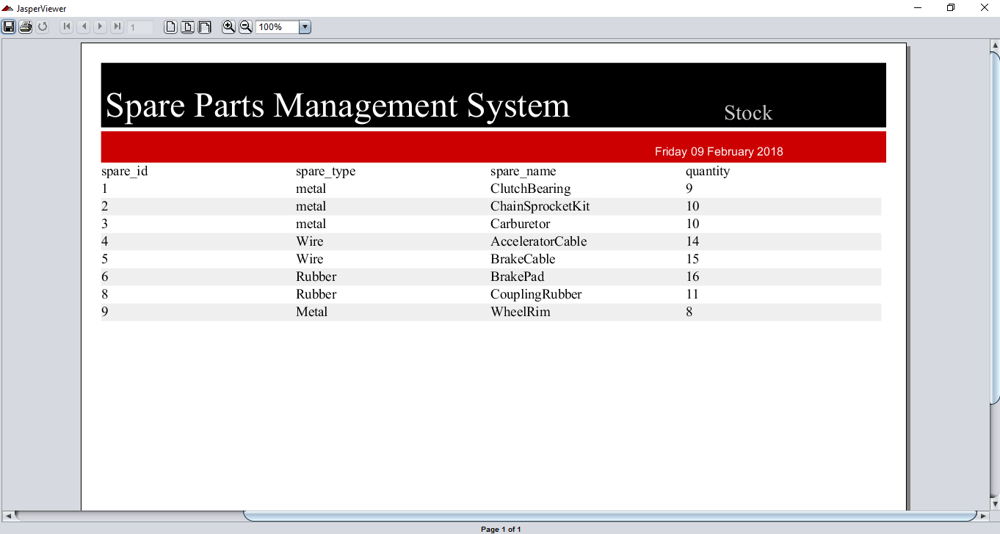 JasperViewer
1 100%
Spare Parts Management System Stock
Friday 09 February 2018
spare_id spare_type spare_name quantity
1 metal ClutchBearing 9
2 metal ChainSprocketKit 10
3 metal Carburetor 10
4 Wire AcceleratorCable 14
5 Wire BrakeCable 15
6 Rubber BrakePad 16
8 Rubber CouplingRubber 11
9 Metal WheelRim 8
Page 1 of 1